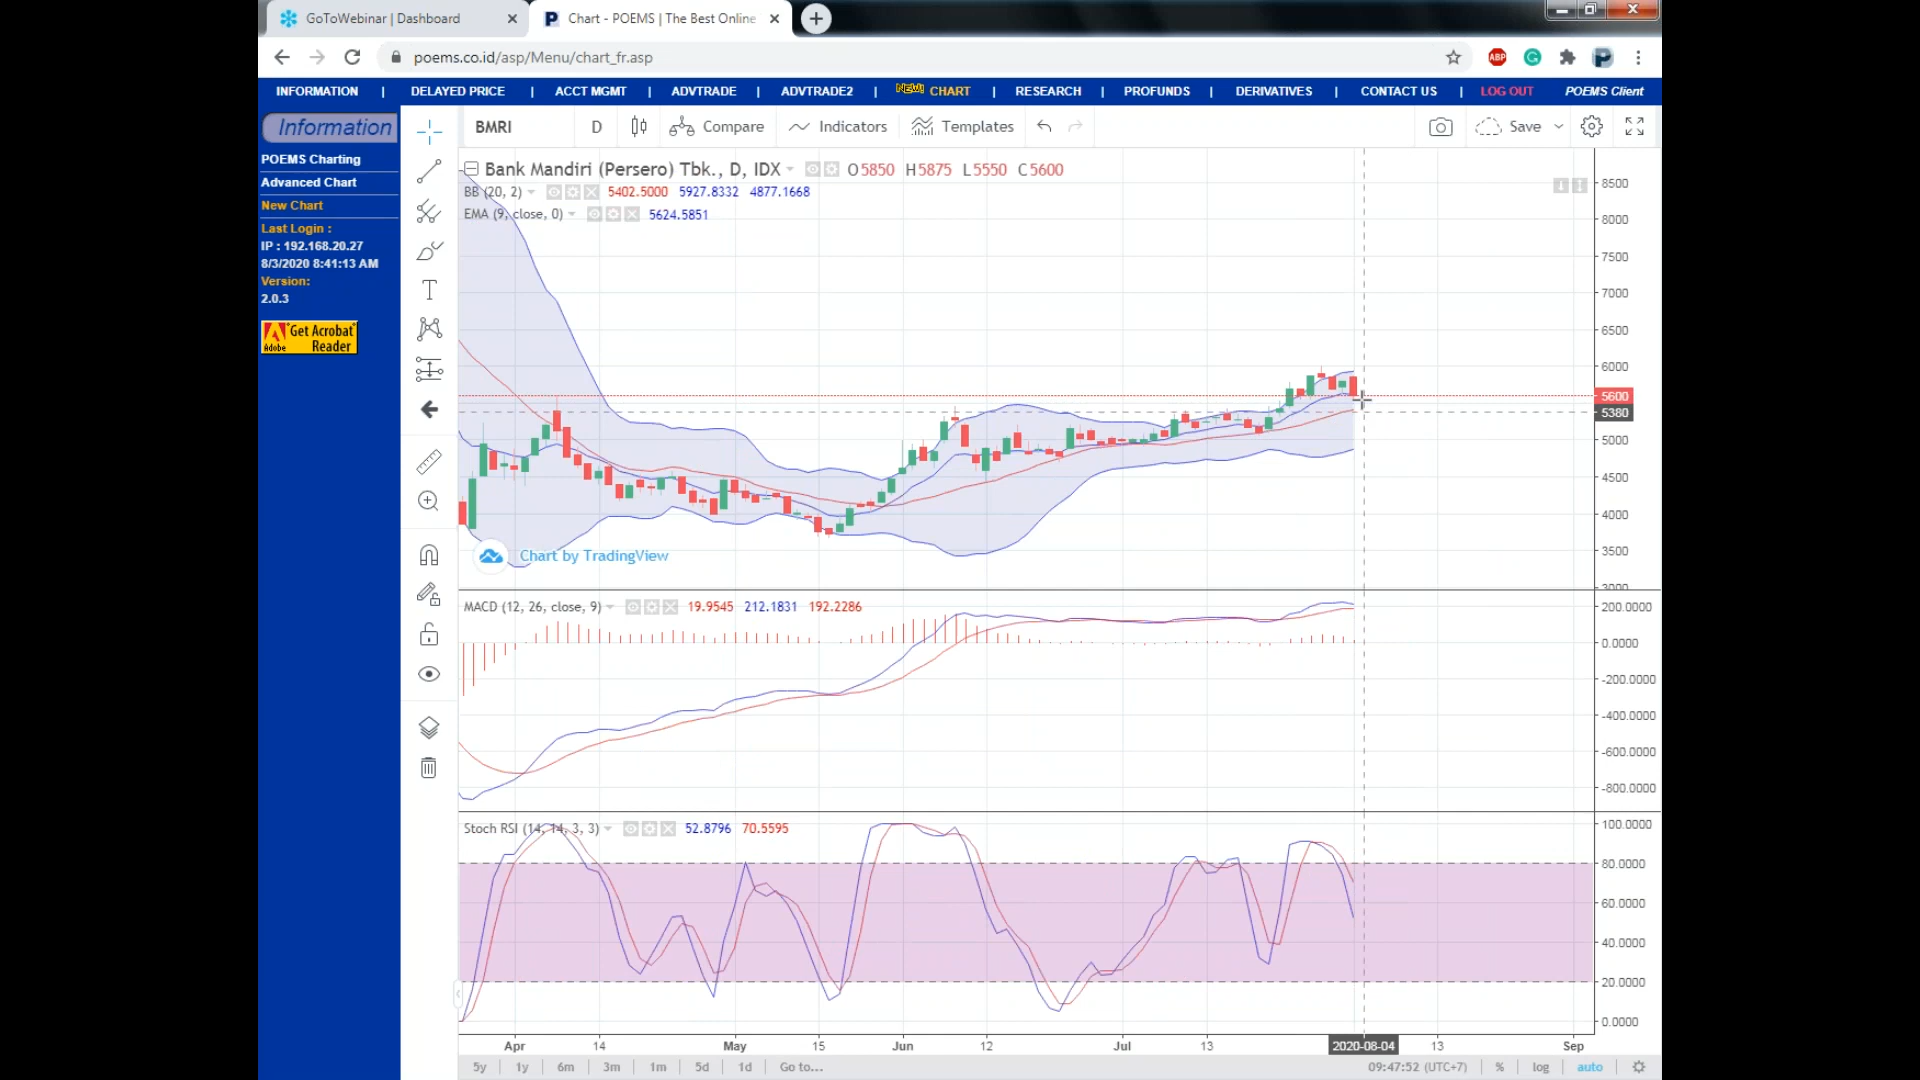 GoToWebinar | Dashboard
Chart - POEMS | The Best Online
poems.co.id/asp/Menu/chart_fr.asp
ABP
INFORMATION | DELAYED PRICE | ACCT MGMT | ADVTRADE | ADVTRADE2 | NEW! CHART | RESEARCH | PROFUNDS | DERIVATIVES | CONTACT US | LOG OUT POEMS Client
Information
POEMS Charting
Advanced Chart
New Chart
Last Login :
IP : 192.168.20.27
8/3/2020 8:41:13 AM
Version:
2.0.3
Get Acrobat
Adobe Reader
BMRI D Compare Indicators Templates Save
Bank Mandiri (Persero) Tbk., D, IDX O5850 H5875 L5550 C5600
BB (20, 2) 5402.5000 5927.8332 4877.1668
EMA (9, close, 0) 5624.5851
8500
8000
7500
7000
6500
6000
5600
5380
5000
4500
4000
3500
3000
Chart by TradingView
MACD (12, 26, close, 9) 19.9545 212.1831 192.2286
200.0000
0.0000
-200.0000
-400.0000
-600.0000
-800.0000
Stoch RSI (14, 14, 3, 3) 52.8796 70.5595
100.0000
80.0000
60.0000
40.0000
20.0000
0.0000
Apr 14 May 15 Jun 12 Jul 13 2020-08-04 13 Sep
5y 1y 6m 3m 1m 5d 1d Go to... 09:47:52 (UTC+7) % log auto